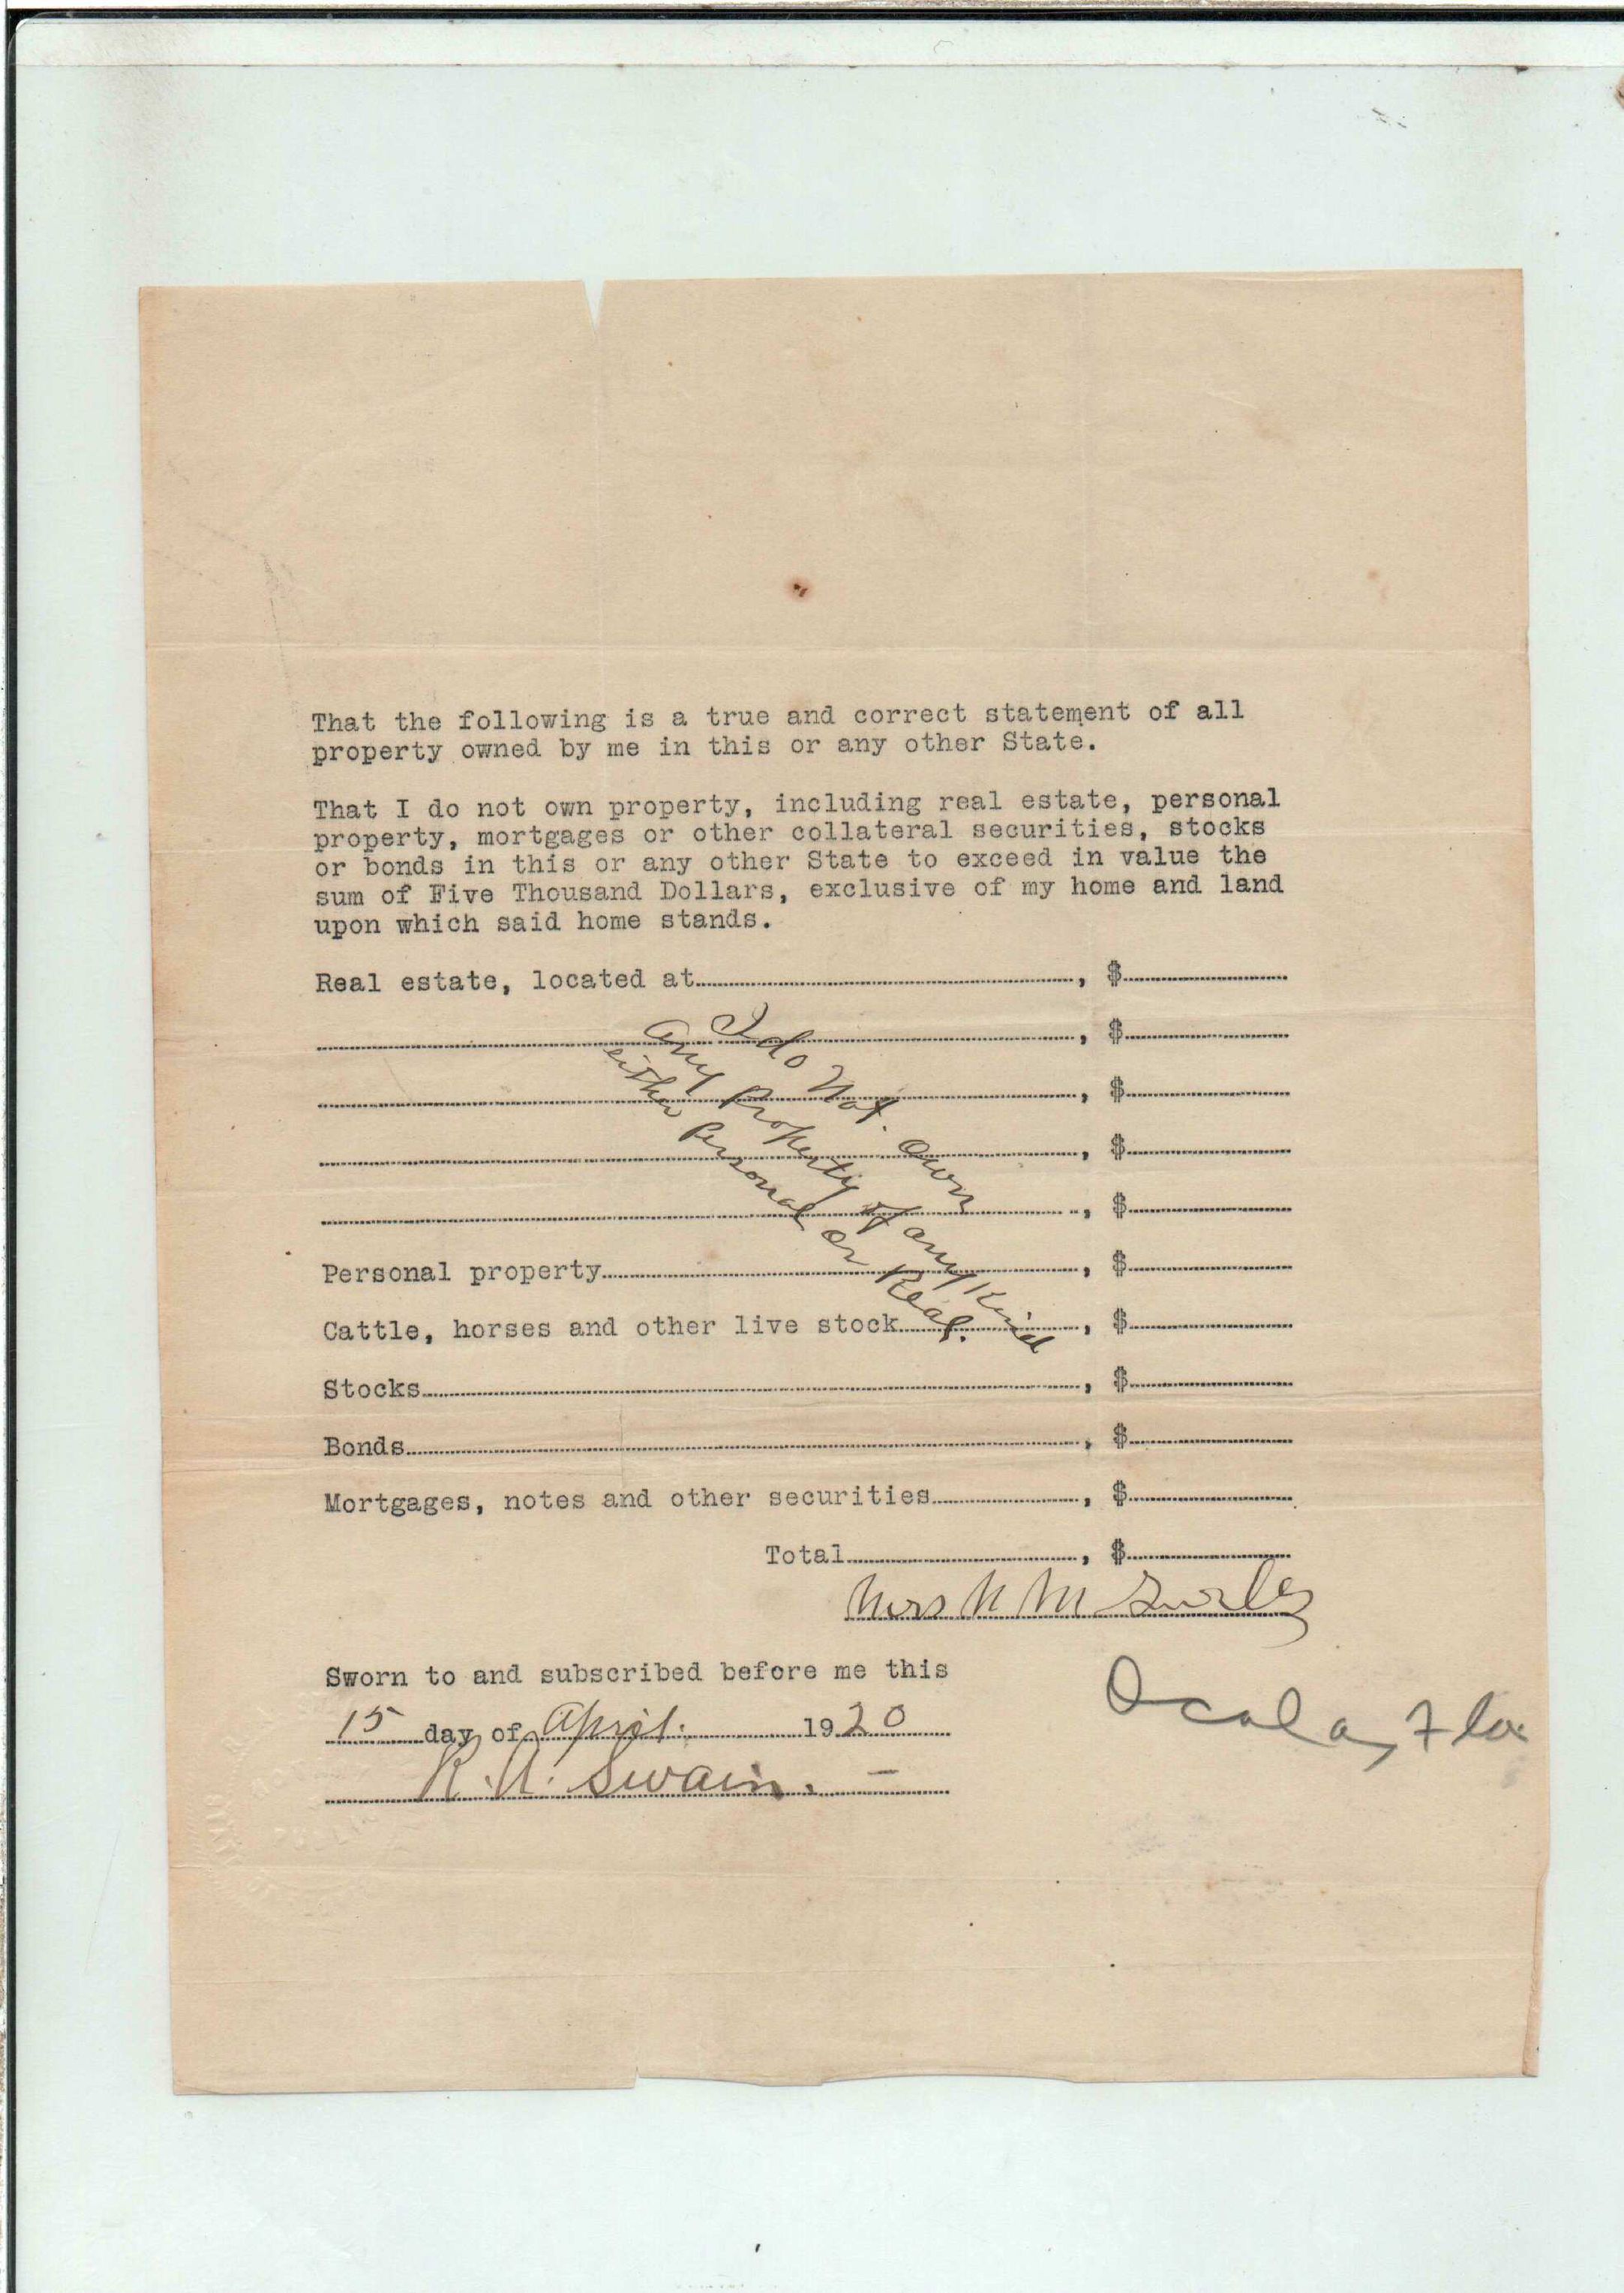 That the following is a true and correct statement of all
property owned by me in this or any other State.
That I do not own property, including real estate, personal
property, mortgages or other collateral securities, stocks
or bonds in this or any other State to exceed in value the
sum of Five Thousand Dollars, exclusive of my home and land
upon which said home stands.
Real estate, located at, $
, $
, $
, $
, $
I do Not own
any Property of any Kind
either Personal or Real.
Personal property, $
Cattle, horses and other live stock, $
Stocks, $
Bonds, $
Mortgages, notes and other securities, $
Total, $
Mrs M
Sworn to and subscribed before me this
15 day of April. 1920
Ocala, Fla
Swain.